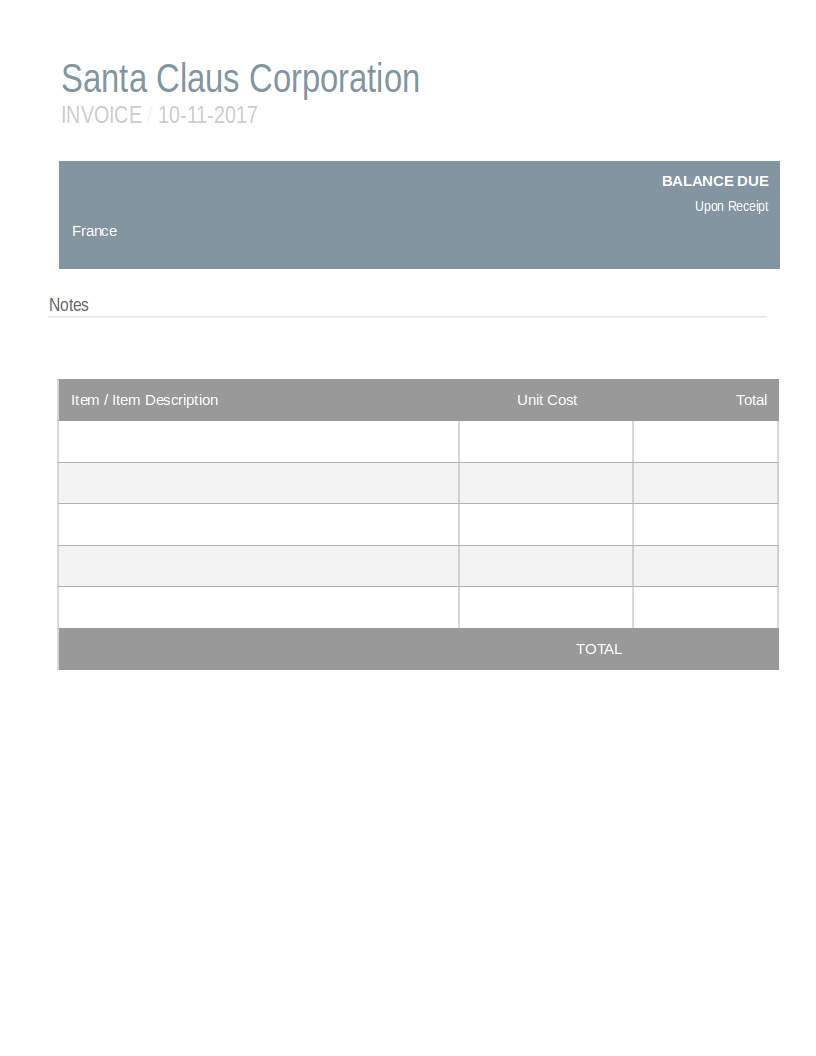 Santa Claus Corporation
INVOICE / 10-11-2017
BALANCE DUE
Upon Receipt
France
Notes
Item / Item Description Unit Cost Total
TOTAL